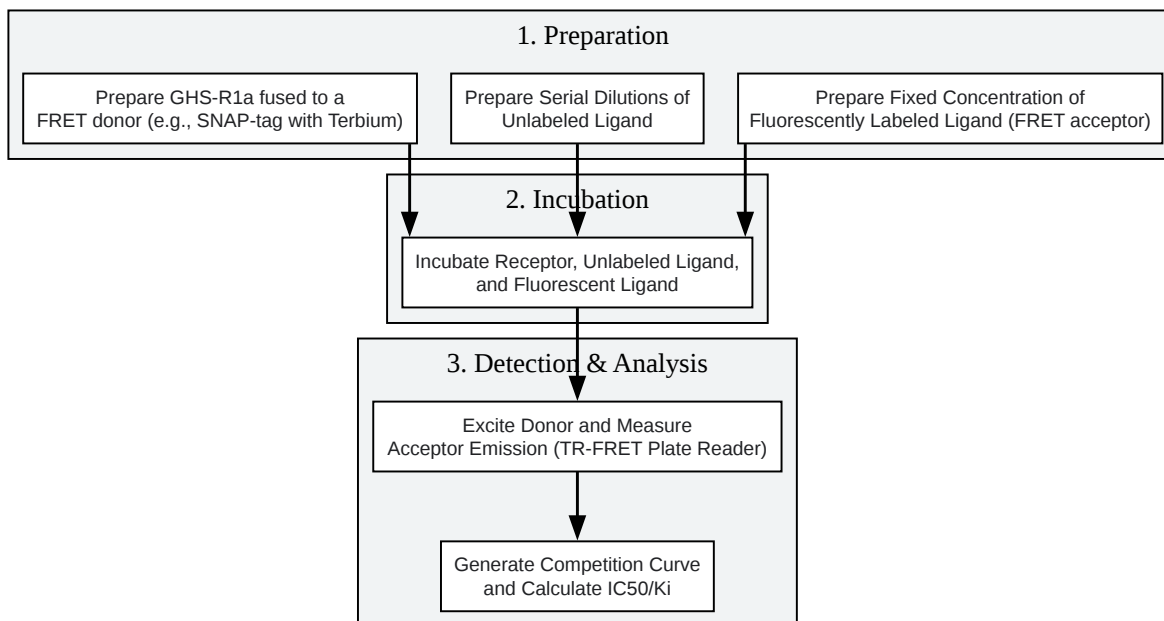 1. Preparation
Prepare GHS-R1a fused to a
FRET donor (e.g., SNAP-tag with Terbium)
Prepare Serial Dilutions of
Unlabeled Ligand
Prepare Fixed Concentration of
Fluorescently Labeled Ligand (FRET acceptor)
2. Incubation
Incubate Receptor, Unlabeled Ligand,
and Fluorescent Ligand
3. Detection & Analysis
Excite Donor and Measure
Acceptor Emission (TR-FRET Plate Reader)
Generate Competition Curve
and Calculate IC50/Ki